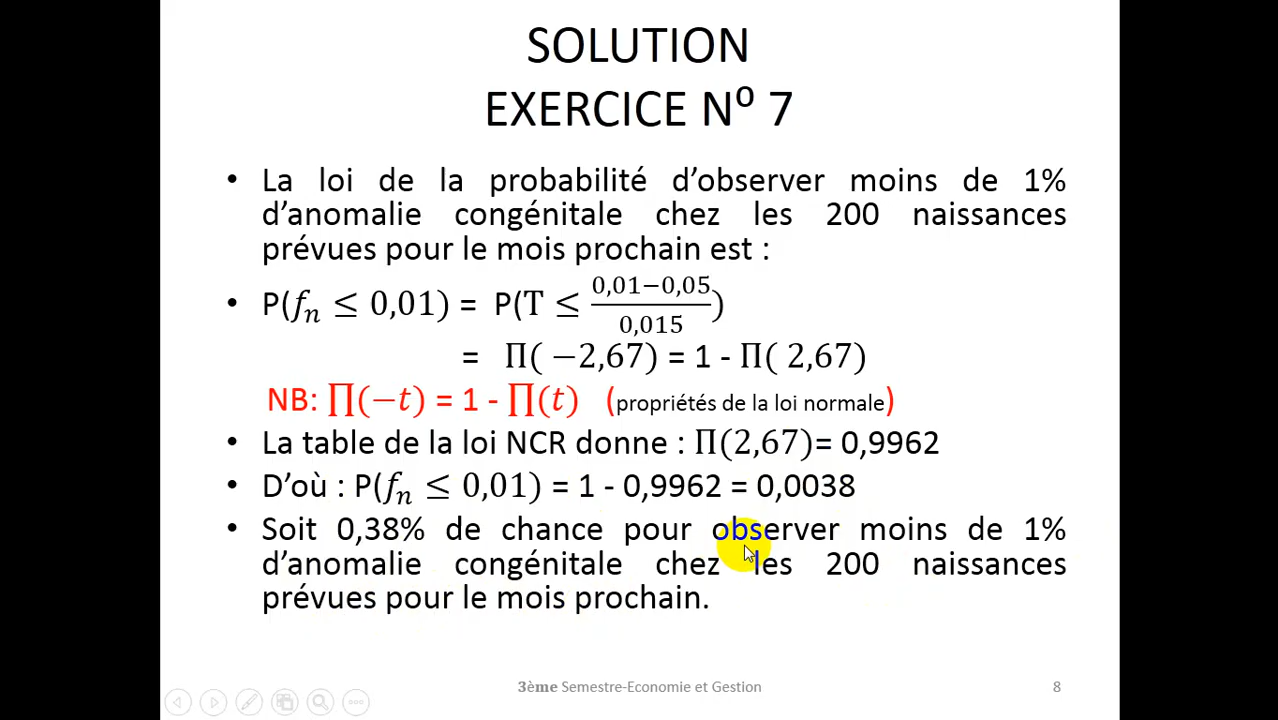 SOLUTION
EXERCICE Nº 7
• La loi de la probabilité d’observer moins de 1%
d’anomalie congénitale chez les 200 naissances
prévues pour le mois prochain est :
• P(fₙ ≤ 0,01) = P(T ≤ (0,01−0,05)/0,015)
= Π( −2,67) = 1 - Π( 2,67)
NB: ∏(−t) = 1 - ∏(t) (propriétés de la loi normale)
• La table de la loi NCR donne : Π(2,67)= 0,9962
• D’où : P(fₙ ≤ 0,01) = 1 - 0,9962 = 0,0038
• Soit 0,38% de chance pour observer moins de 1%
d’anomalie congénitale chez les 200 naissances
prévues pour le mois prochain.
3ème Semestre-Economie et Gestion
8